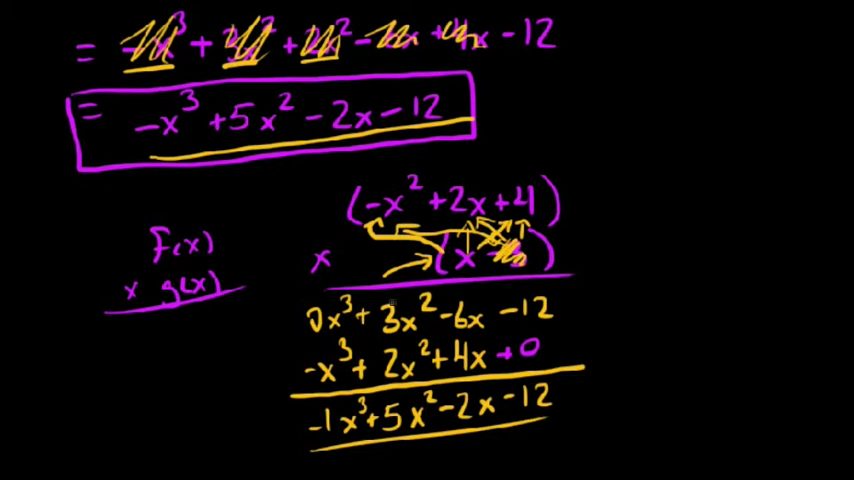 = + + - + x - 12
= -x³ + 5x² - 2x - 12
(-x² + 2x + 4)
f(x)
x (x )
x g(x)
0x³ + 3x² - 6x - 12
-x³ + 2x² + 4x + 0
-1x³ + 5x² - 2x - 12